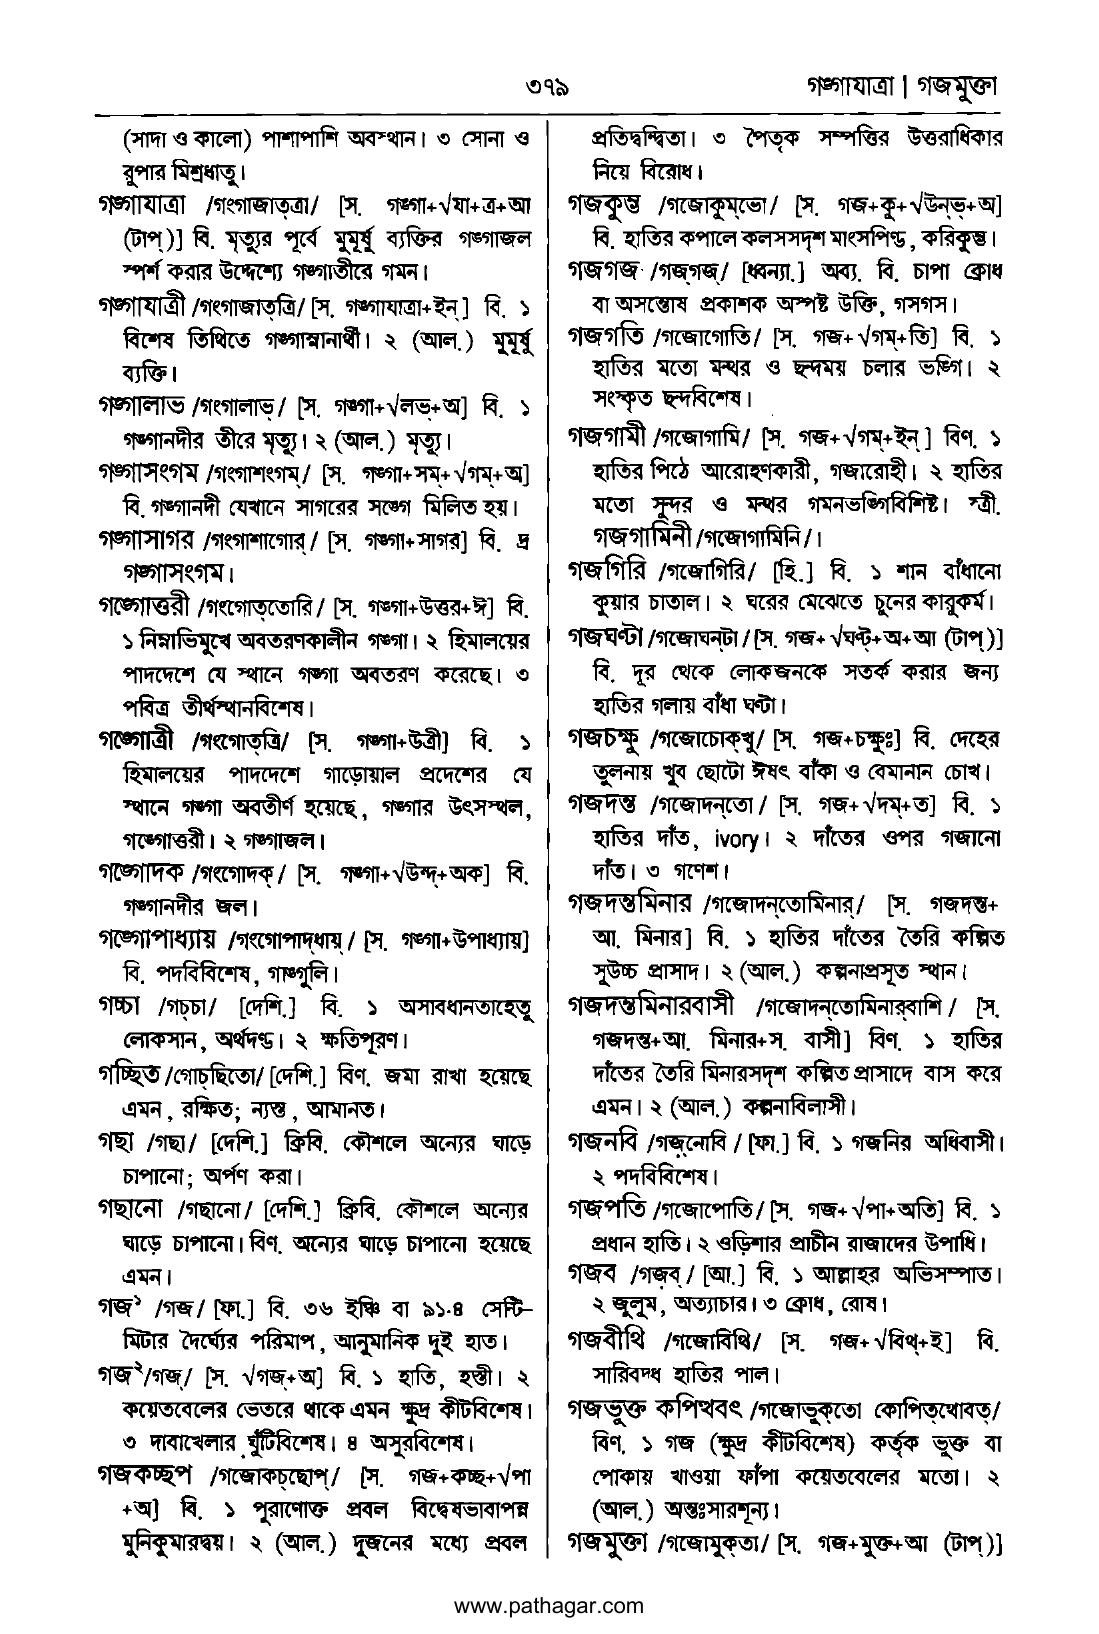 ৩৭৯
গঙ্গাযাত্রা | গজমুক্তা
(সাদা ও কালো) পাশাপাশি অবস্থান। ৩ সোনা ও
রুপার মিশ্রধাতু।
গঙ্গাযাত্রা /গংগাজাত্‌ত্রা/ [স. গঙ্গা+√যা+ত্র+আ
(টাপ্‌)] বি. মৃত্যুর পূর্বে মুমূর্ষু ব্যক্তির গঙ্গাজল
স্পর্শ করার উদ্দেশ্যে গঙ্গাতীরে গমন।
গঙ্গাযাত্রী /গংগাজাত্‌ত্রি/ [স. গঙ্গাযাত্রা+ইন্‌] বি. ১
বিশেষ তিথিতে গঙ্গাস্নানার্থী। ২ (আল.) মুমূর্ষু
ব্যক্তি।
গঙ্গালাভ /গংগালাভ্‌/ [স. গঙ্গা+√লভ্‌+অ] বি. ১
গঙ্গানদীর তীরে মৃত্যু। ২ (আল.) মৃত্যু।
গঙ্গাসংগম /গংগাশংগম্‌/ [স. গঙ্গা+সম্‌+√গম্‌+অ]
বি. গঙ্গানদী যেখানে সাগরের সঙ্গে মিলিত হয়।
গঙ্গাসাগর /গংগাশাগোর্‌/ [স. গঙ্গা+সাগর] বি. দ্র
গঙ্গাসংগম।
গঙ্গোত্তরী /গংগোত্‌তোরি/ [স. গঙ্গা+উত্তর+ঈ] বি.
১ নিম্নাভিমুখে অবতরণকালীন গঙ্গা। ২ হিমালয়ের
পাদদেশে যে স্থানে গঙ্গা অবতরণ করেছে। ৩
পবিত্র তীর্থস্থানবিশেষ।
গঙ্গোত্রী /গংগোত্‌ত্রি/ [স. গঙ্গা+উত্রী] বি. ১
হিমালয়ের পাদদেশে গাড়োয়াল প্রদেশের যে
স্থানে গঙ্গা অবতীর্ণ হয়েছে, গঙ্গার উৎসস্থল,
গঙ্গোত্তরী। ২ গঙ্গাজল।
গঙ্গোদক /গংগোদক্‌/ [স. গঙ্গা+√উন্দ্‌+অক] বি.
গঙ্গানদীর জল।
গঙ্গোপাধ্যায় /গংগোপাদ্‌ধায়্‌/ [স. গঙ্গা+উপাধ্যায়]
বি. পদবিবিশেষ, গাঙ্গুলি।
গচ্চা /গচ্‌চা/ [দেশি.] বি. ১ অসাবধানতাহেতু
লোকসান, অর্থদণ্ড। ২ ক্ষতিপূরণ।
গচ্ছিত /গোচ্‌ছিতো/ [দেশি.] বিণ. জমা রাখা হয়েছে
এমন, রক্ষিত; ন্যস্ত, আমানত।
গছা /গছা/ [দেশি.] ক্রিবি. কৌশলে অন্যের ঘাড়ে
চাপানো; অর্পণ করা।
গছানো /গছানো/ [দেশি.] ক্রিবি. কৌশলে অন্যের
ঘাড়ে চাপানো। বিণ. অন্যের ঘাড়ে চাপানো হয়েছে
এমন।
গজ১ /গজ/ [ফা.] বি. ৩৬ ইঞ্চি বা ৯১·৪ সেন্টি-
মিটার দৈর্ঘ্যের পরিমাপ, আনুমানিক দুই হাত।
গজ২/গজ্‌/ [স. √গজ্‌+অ] বি. ১ হাতি, হস্তী। ২
কয়েতবেলের ভেতরে থাকে এমন ক্ষুদ্র কীটবিশেষ।
৩ দাবাখেলার ঘুঁটিবিশেষ। ৪ অসুরবিশেষ।
গজকচ্ছপ /গজোকচ্‌ছোপ্‌/ [স. গজ+কচ্ছ+√পা
+অ] বি. ১ পুরাণোক্ত প্রবল বিদ্বেষভাবাপন্ন
মুনিকুমারদ্বয়। ২ (আল.) দুজনের মধ্যে প্রবল
প্রতিদ্বন্দ্বিতা। ৩ পৈতৃক সম্পত্তির উত্তরাধিকার
নিয়ে বিরোধ।
গজকুম্ভ /গজোকুম্‌ভো/ [স. গজ+কূ+√উন্‌ভ্‌+অ]
বি. হাতির কপালে কলসসদৃশ মাংসপিণ্ড, করিকুম্ভ।
গজগজ /গজ্‌গজ্‌/ [ধ্বন্যা.] অব্য. বি. চাপা ক্রোধ
বা অসন্তোষ প্রকাশক অস্পষ্ট উক্তি, গসগস।
গজগতি /গজোগোতি/ [স. গজ+√গম্‌+তি] বি. ১
হাতির মতো মন্থর ও ছন্দময় চলার ভঙ্গি। ২
সংস্কৃত ছন্দবিশেষ।
গজগামী /গজোগামি/ [স. গজ+√গম্‌+ইন্‌] বিণ. ১
হাতির পিঠে আরোহণকারী, গজারোহী। ২ হাতির
মতো সুন্দর ও মন্থর গমনভঙ্গিবিশিষ্ট। স্ত্রী.
গজগামিনী /গজোগামিনি/।
গজগিরি /গজোগিরি/ [হি.] বি. ১ শান বাঁধানো
কুয়ার চাতাল। ২ ঘরের মেঝেতে চুনের কারুকর্ম।
গজঘণ্টা /গজোঘন্‌টা/ [স. গজ+√ঘণ্ট্‌+অ+আ (টাপ্‌)]
বি. দূর থেকে লোকজনকে সতর্ক করার জন্য
হাতির গলায় বাঁধা ঘণ্টা।
গজচক্ষু /গজোচোক্‌খু/ [স. গজ+চক্ষুঃ] বি. দেহের
তুলনায় খুব ছোটো ঈষৎ বাঁকা ও বেমানান চোখ।
গজদন্ত /গজোদন্‌তো/ [স. গজ+√দম্‌+ত] বি. ১
হাতির দাঁত, ivory। ২ দাঁতের ওপর গজানো
দাঁত। ৩ গণেশ।
গজদন্তমিনার /গজোদন্‌তোমিনার্‌/ [স. গজদন্ত+
আ. মিনার] বি. ১ হাতির দাঁতের তৈরি কল্পিত
সুউচ্চ প্রাসাদ। ২ (আল.) কল্পনাপ্রসূত স্থান।
গজদন্তমিনারবাসী /গজোদন্‌তোমিনার্‌বাশি/ [স.
গজদন্ত+আ. মিনার+স. বাসী] বিণ. ১ হাতির
দাঁতের তৈরি মিনারসদৃশ কল্পিত প্রাসাদে বাস করে
এমন। ২ (আল.) কল্পনাবিলাসী।
গজনবি /গজ়্‌নোবি/ [ফা.] বি. ১ গজনির অধিবাসী।
২ পদবিবিশেষ।
গজপতি /গজোপোতি/ [স. গজ+√পা+অতি] বি. ১
প্রধান হাতি। ২ ওড়িশার প্রাচীন রাজাদের উপাধি।
গজব /গজ়ব্‌/ [আ.] বি. ১ আল্লাহর অভিসম্পাত।
২ জুলুম, অত্যাচার। ৩ ক্রোধ, রোষ।
গজবীথি /গজোবিথি/ [স. গজ+√বিথ্‌+ই] বি.
সারিবদ্ধ হাতির পাল।
গজভুক্ত কপিত্থবৎ /গজোভুক্‌তো কোপিত্‌থোবত্‌/
বিণ. ১ গজ (ক্ষুদ্র কীটবিশেষ) কর্তৃক ভুক্ত বা
পোকায় খাওয়া ফাঁপা কয়েতবেলের মতো। ২
(আল.) অন্তঃসারশূন্য।
গজমুক্তা /গজোমুক্‌তা/ [স. গজ+মুক্ত+আ (টাপ্‌)]
www.pathagar.com